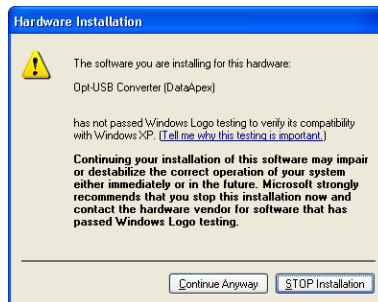 Hardware Installation
The software you are installing for this hardware:
Opt-USB Converter (DataApex)
has not passed Windows Logo testing to verify its compatibility
with Windows XP. (Tell me why this testing is important.)
Continuing your installation of this software may impair
or destabilize the correct operation of your system
either immediately or in the future. Microsoft strongly
recommends that you stop this installation now and
contact the hardware vendor for software that has
passed Windows Logo testing.
Continue Anyway
STOP Installation